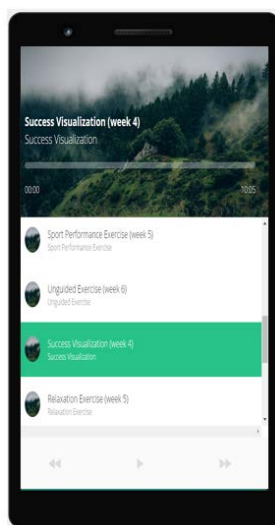 Success Visualization (week 4)
Success Visualization
00:00
10:05
Sport Performance Exercise (week 5)
Sport Performance Exercise
Unguided Exercise (week 6)
Unguided Exercise
Success Visualization (week 4)
Success Visualization
Relaxation Exercise (week 5)
Relaxation Exercise